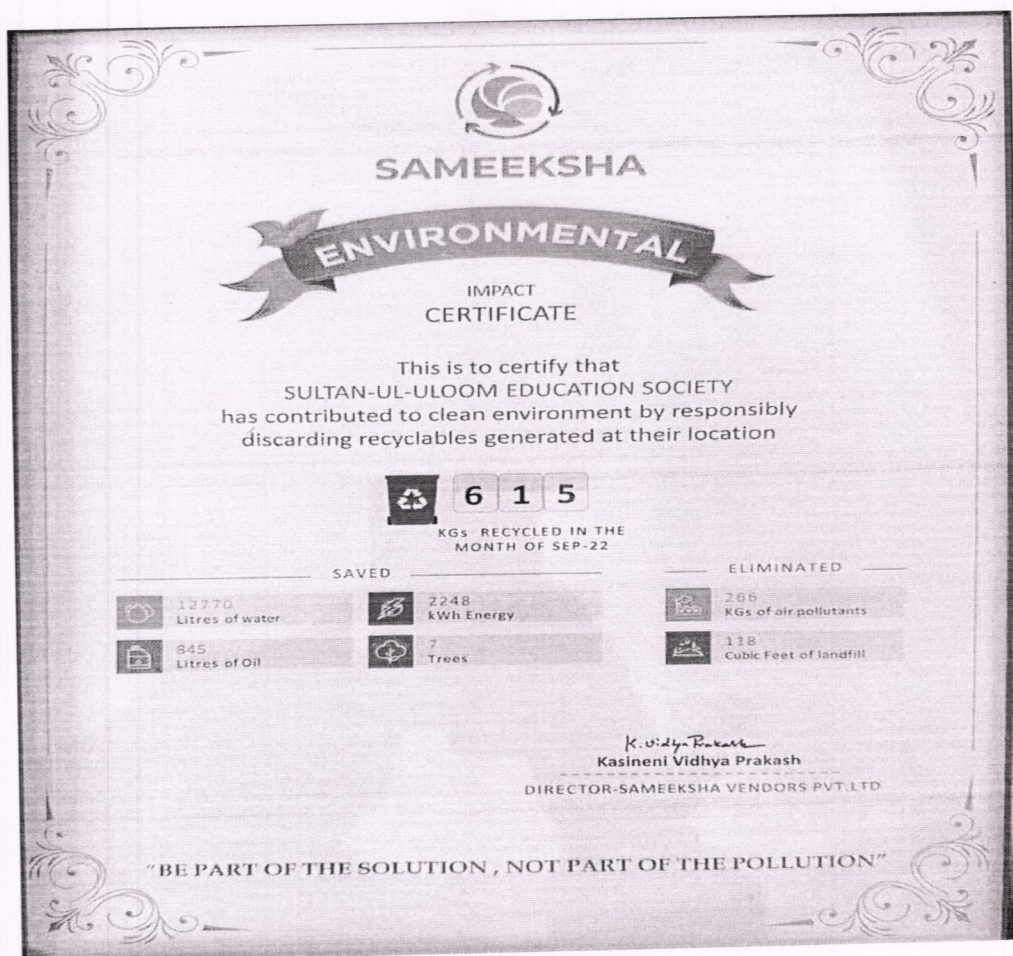 SAMEEKSHA
ENVIRONMENTAL
IMPACT
CERTIFICATE
This is to certify that
SULTAN-UL-ULOOM EDUCATION SOCIETY
has contributed to clean environment by responsibly
discarding recyclables generated at their location
6 1 5
KGs RECYCLED IN THE
MONTH OF SEP-22
SAVED
12770
Litres of water
2248
kWh Energy
845
Litres of Oil
7
Trees
ELIMINATED
266
KGs of air pollutants
118
Cubic Feet of landfill
K. Vidhya Prakash
Kasineni Vidhya Prakash
DIRECTOR-SAMEEKSHA VENDORS PVT.LTD
"BE PART OF THE SOLUTION , NOT PART OF THE POLLUTION"